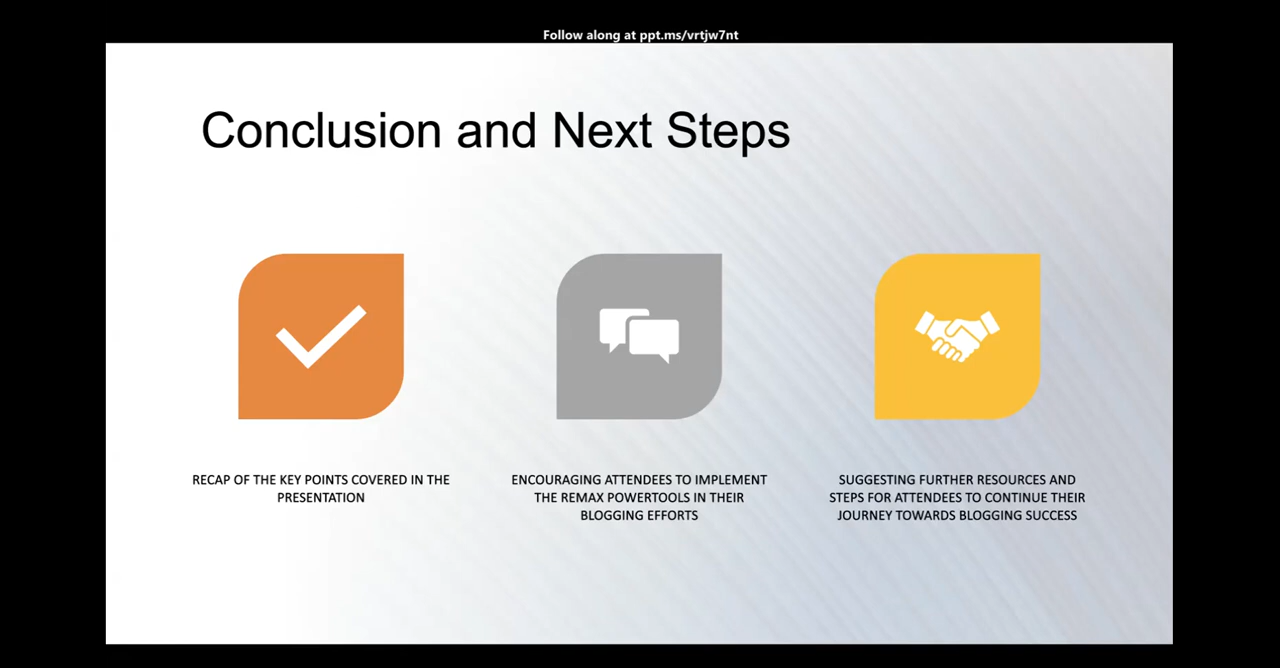 Follow along at ppt.ms/vrtjw7nt
Conclusion and Next Steps
RECAP OF THE KEY POINTS COVERED IN THE
PRESENTATION
ENCOURAGING ATTENDEES TO IMPLEMENT
THE REMAX POWERTOOLS IN THEIR
BLOGGING EFFORTS
SUGGESTING FURTHER RESOURCES AND
STEPS FOR ATTENDEES TO CONTINUE THEIR
JOURNEY TOWARDS BLOGGING SUCCESS